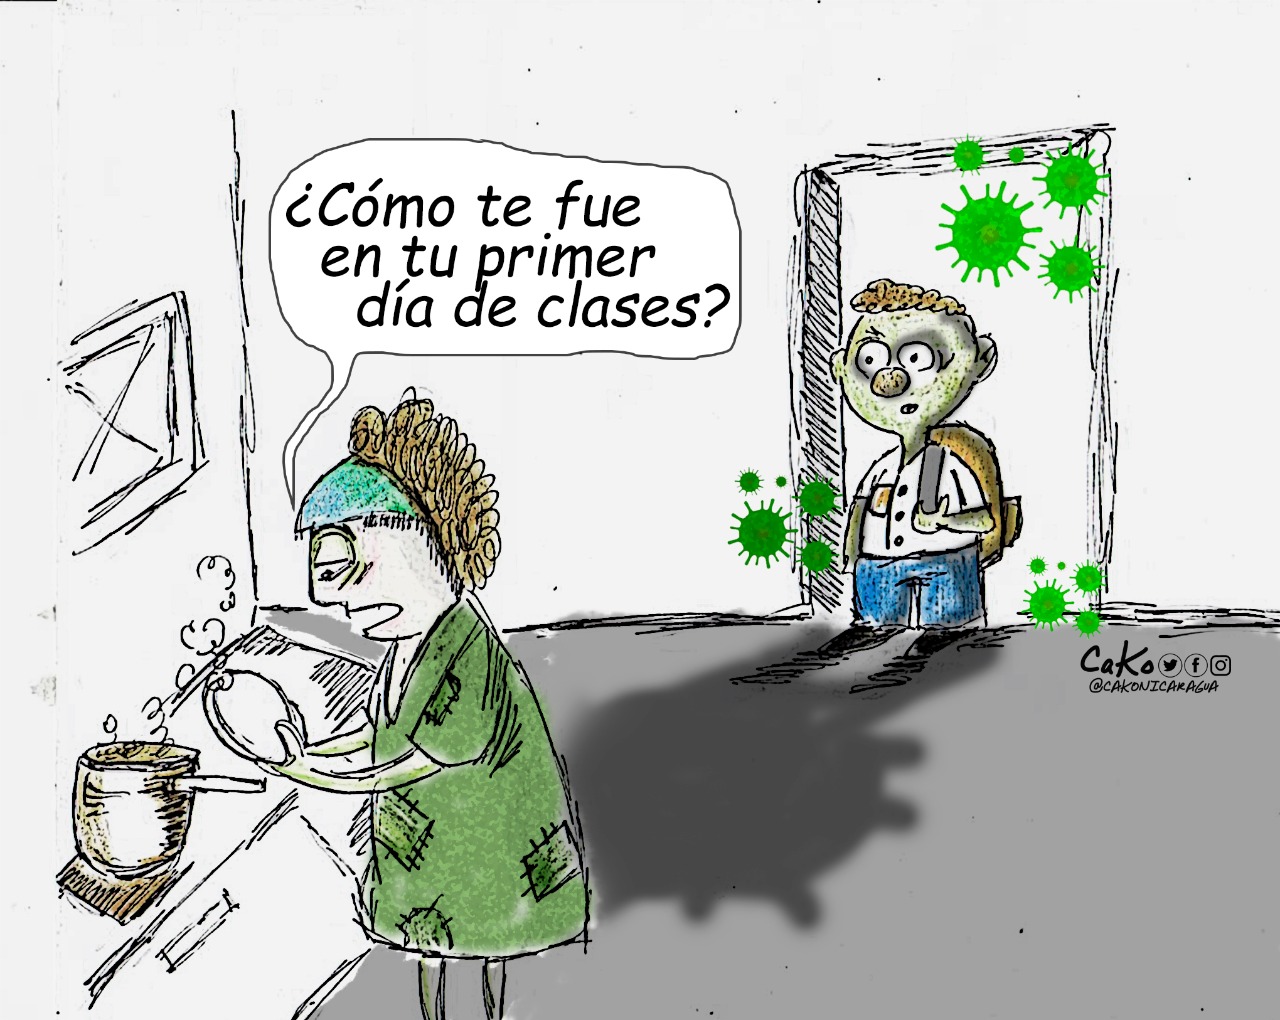 ¿Cómo te fue
en tu primer
día de clases?
CaKo
@CAKONICARAGUA